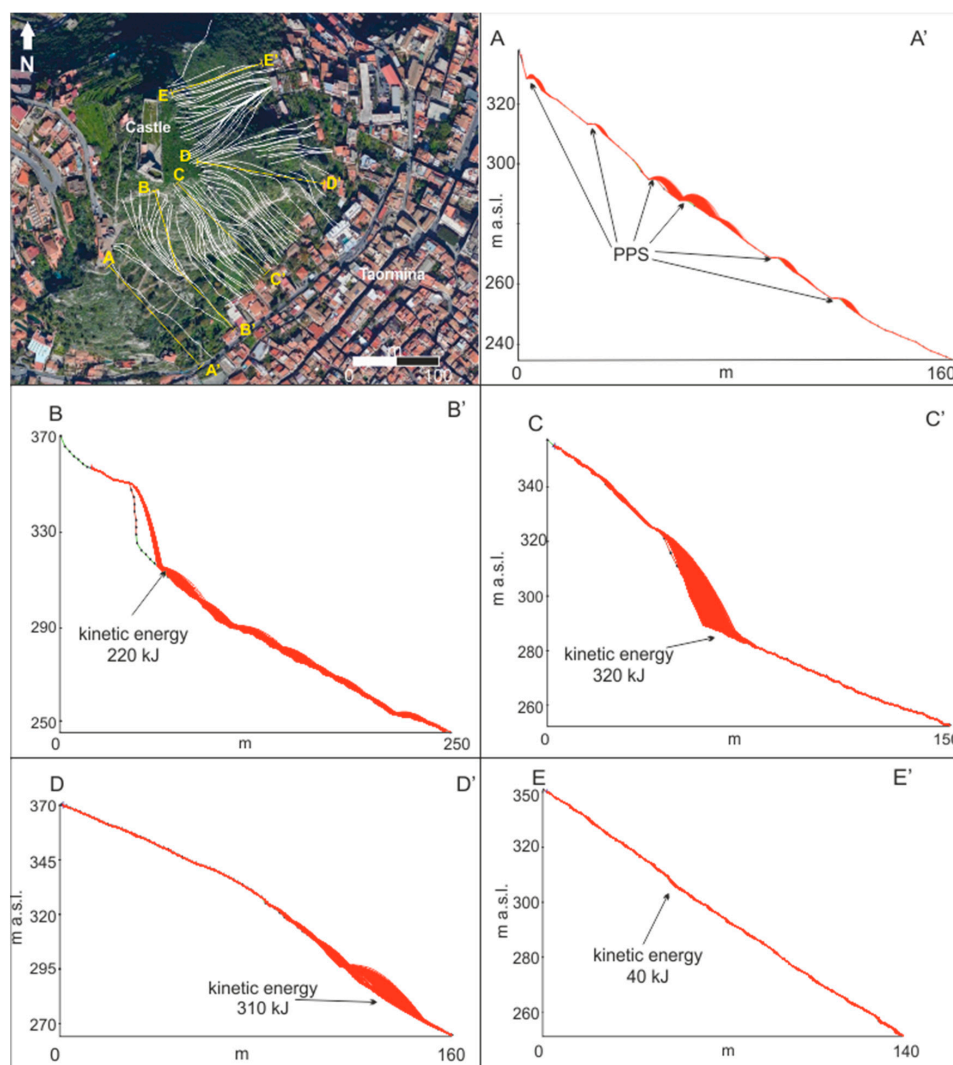 N
E
E'
Castle
D
D'
C
B
A
C'
Taormina
B'
A'
m
0 100
A A'
320
300
280
260
240
m a.s.l.
PPS
0 m 160
B B'
370
330
290
250
kinetic energy
220 kJ
0 m 250
C C'
340
320
300
280
260
m a.s.l.
kinetic energy
320 kJ
0 m 150
D D'
370
345
320
295
270
m a.s.l.
kinetic energy
310 kJ
0 m 160
E E'
350
320
300
280
260
m a.s.l.
kinetic energy
40 kJ
0 m 140